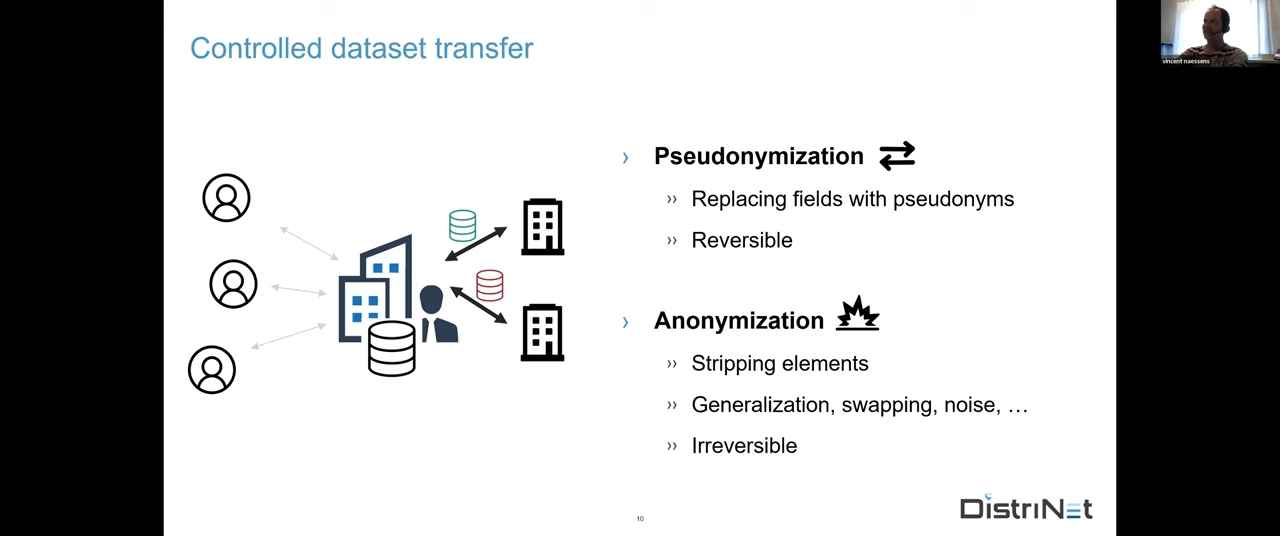 Controlled dataset transfer
vincent naessens
› Pseudonymization
›› Replacing fields with pseudonyms
›› Reversible
› Anonymization
›› Stripping elements
›› Generalization, swapping, noise, …
›› Irreversible
10
DistriNet